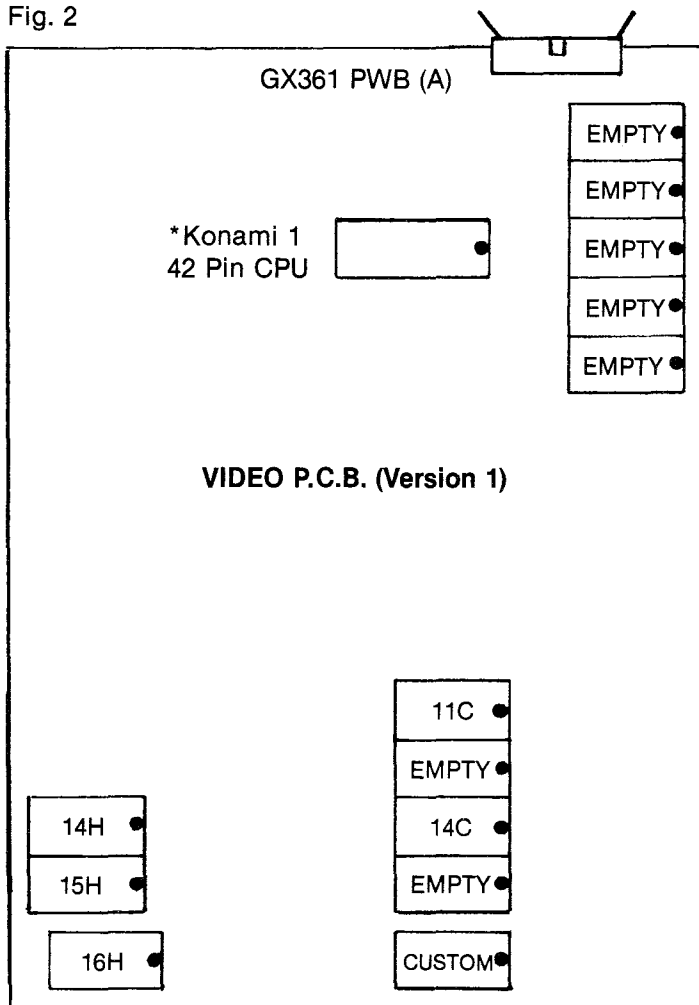 Fig. 2
GX361 PWB (A)
EMPTY
EMPTY
*Konami 1
42 Pin CPU
EMPTY
EMPTY
EMPTY
VIDEO P.C.B. (Version 1)
11C
EMPTY
14H
14C
15H
EMPTY
16H
CUSTOM